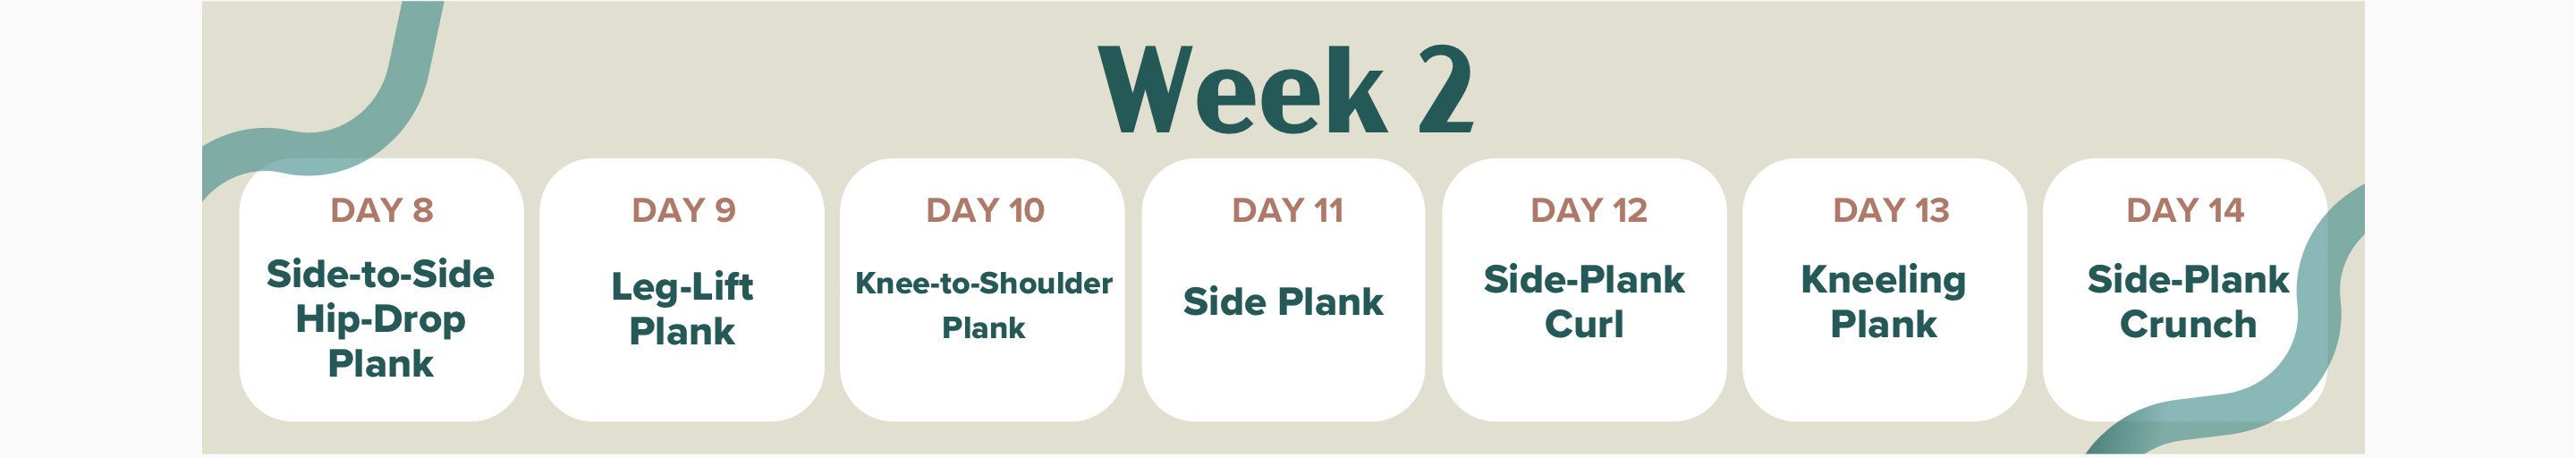 Week 2
DAY 8
Side-to-Side
Hip-Drop
Plank
DAY 9
Leg-Lift
Plank
DAY 10
Knee-to-Shoulder
Plank
DAY 11
Side Plank
DAY 12
Side-Plank
Curl
DAY 13
Kneeling
Plank
DAY 14
Side-Plank
Crunch